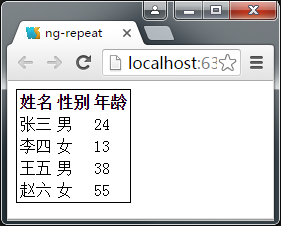 ng-repeat
localhost:63
姓名 性别 年龄
张三 男 24
李四 女 13
王五 男 38
赵六 女 55